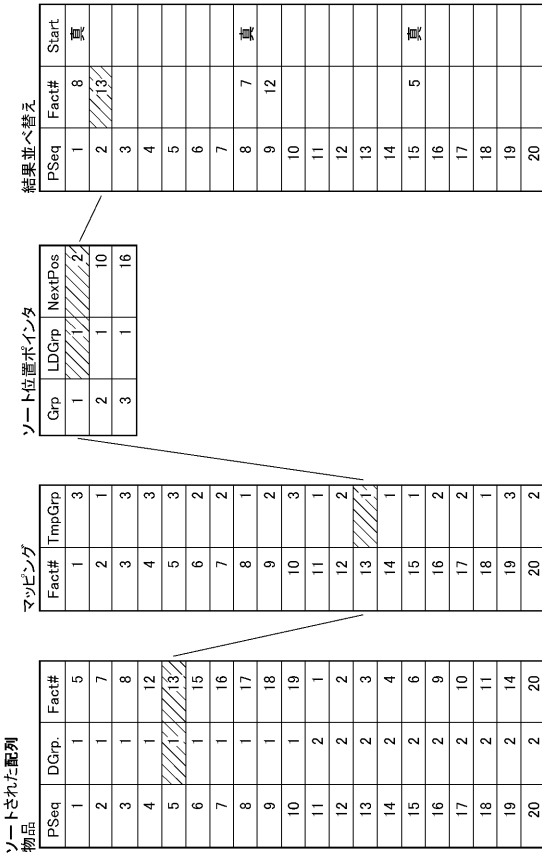 ソートされた配列
物品
PSeq DGrp. Fact#
1 1 5
2 1 7
3 1 8
4 1 12
5 1 13
6 1 15
7 1 16
8 1 17
9 1 18
10 1 19
11 2 1
12 2 2
13 2 3
14 2 4
15 2 6
16 2 9
17 2 10
18 2 11
19 2 14
20 2 20
マッピング
Fact# TmpGrp
1 3
2 1
3 3
4 3
5 3
6 2
7 2
8 1
9 2
10 3
11 1
12 2
13 1
14 1
15 1
16 2
17 2
18 1
19 3
20 2
ソート位置ポインタ
Grp LDGrp NextPos
1 1 2
2 1 10
3 1 16
結果並べ替え
PSeq Fact# Start
1 8 真
2 13
3
4
5
6
7
8 7 真
9 12
10
11
12
13
14
15 5 真
16
17
18
19
20